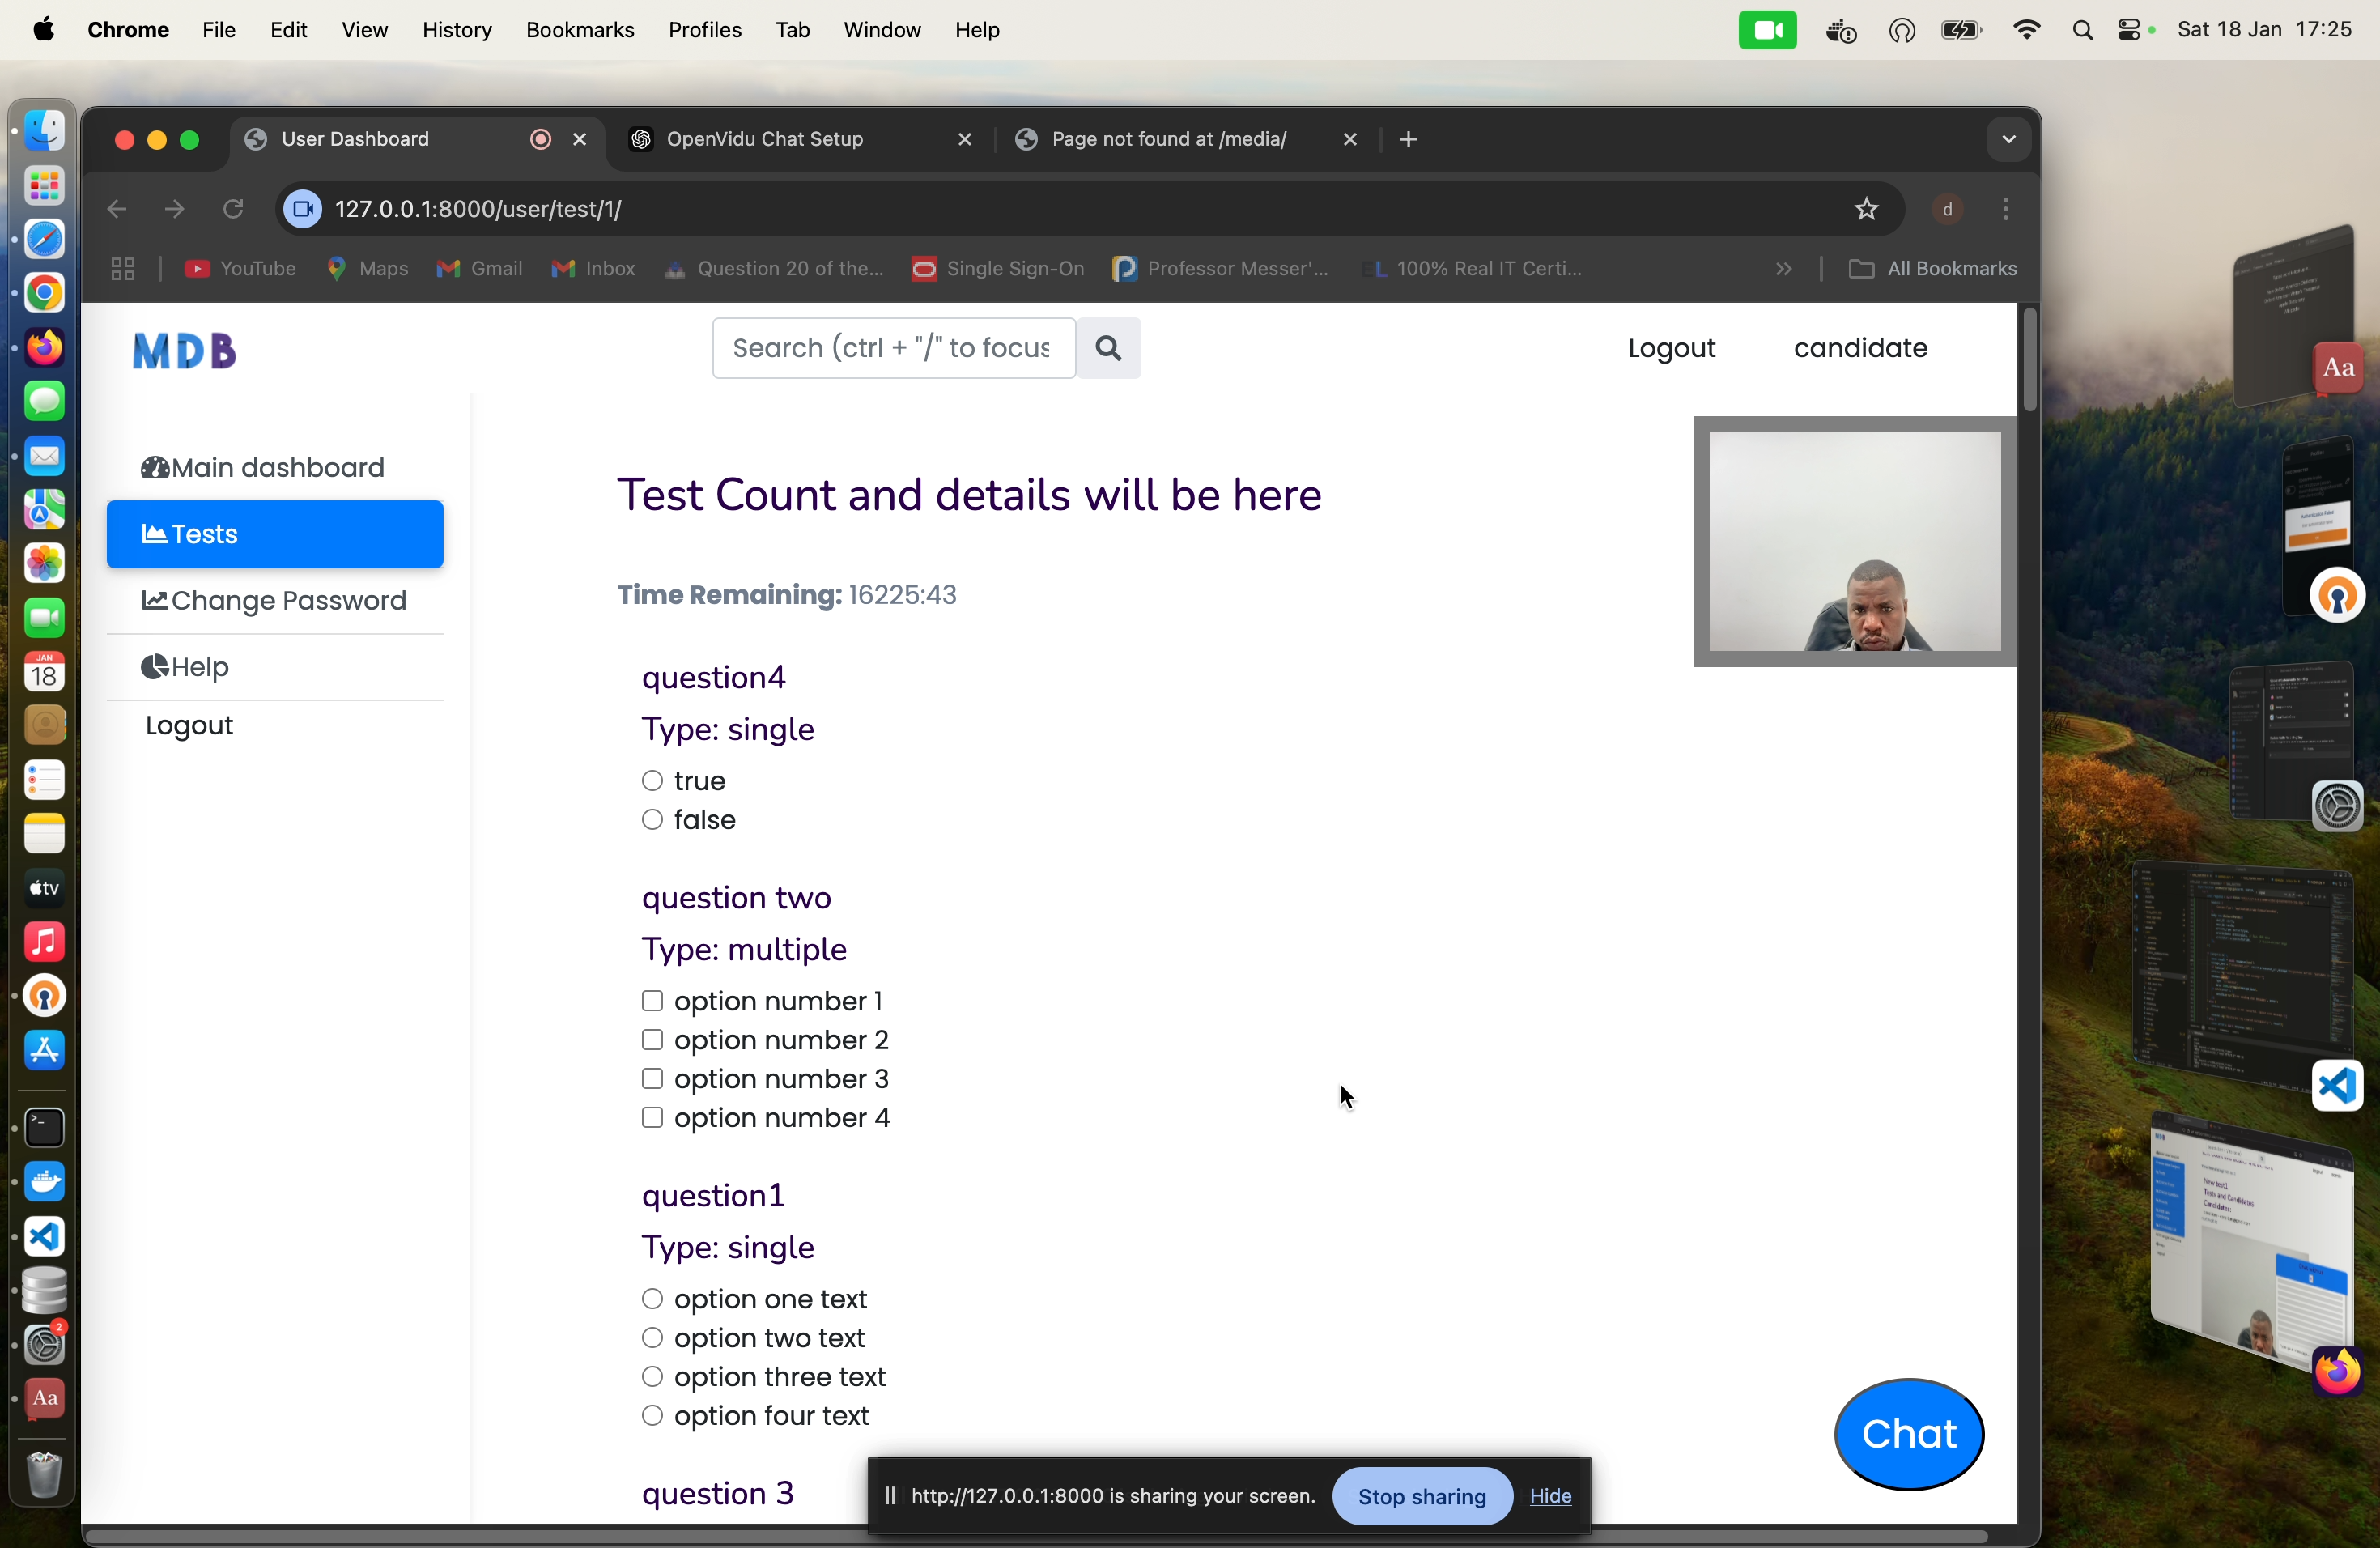 Chrome File Edit View History Bookmarks Profiles Tab Window Help
Sat 18 Jan 17:25
User Dashboard
OpenVidu Chat Setup
Page not found at /media/
127.0.0.1:8000/user/test/1/
d
YouTube
Maps
Gmail
Inbox
Question 20 of the...
Single Sign-On
Professor Messer'...
EL 100% Real IT Certi...
All Bookmarks
MDB
Search (ctrl + "/" to focus
Logout
candidate
Main dashboard
Tests
Change Password
Help
Logout
Test Count and details will be here
Time Remaining: 16225:43
question4
Type: single
true
false
question two
Type: multiple
option number 1
option number 2
option number 3
option number 4
question1
Type: single
option one text
option two text
option three text
option four text
question 3
http://127.0.0.1:8000 is sharing your screen.
Stop sharing
Hide
Chat
JAN
18
tv
2
Aa
Aa